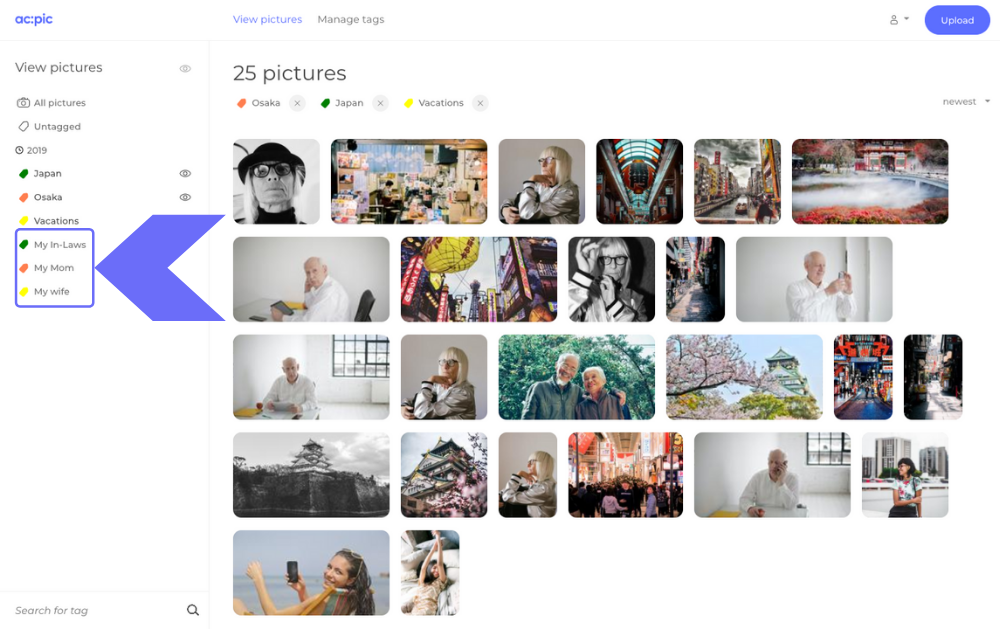 ac:pic
View pictures
Manage tags
Upload
View pictures
All pictures
Untagged
2019
Japan
Osaka
Vacations
My In-Laws
My Mom
My wife
Search for tag
25 pictures
Osaka
Japan
Vacations
newest